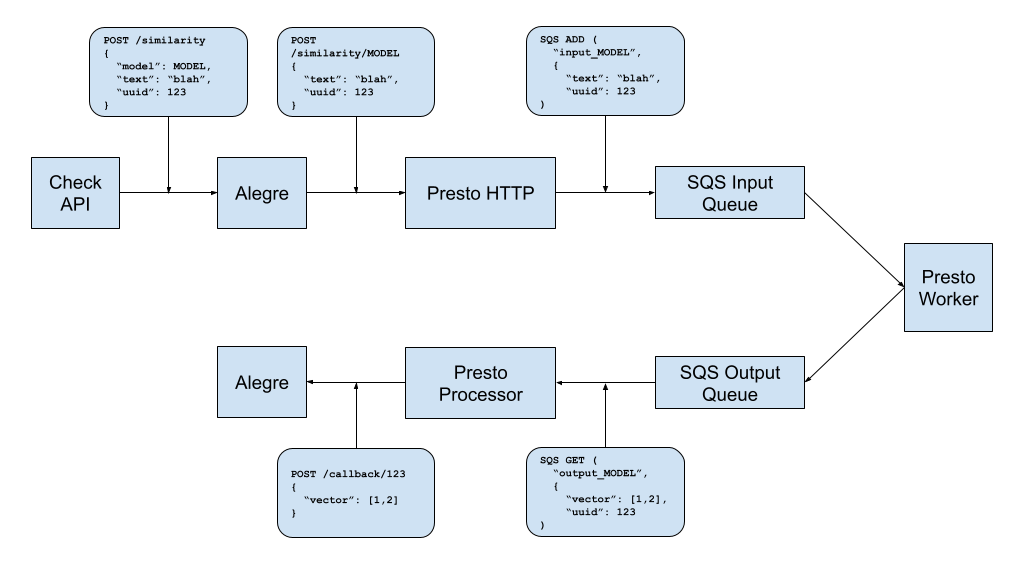 POST /similarity
{
“model”: MODEL,
“text”: “blah”,
“uuid”: 123
}
POST
/similarity/MODEL
{
“text”: “blah”,
“uuid”: 123
}
SQS ADD (
“input_MODEL”,
{
“text”: “blah”,
“uuid”: 123
)
Check
API
Alegre
Presto HTTP
SQS Input
Queue
Presto
Worker
Alegre
Presto
Processor
SQS Output
Queue
POST /callback/123
{
“vector”: [1,2]
}
SQS GET (
“output_MODEL”,
{
“vector”: [1,2],
“uuid”: 123
)